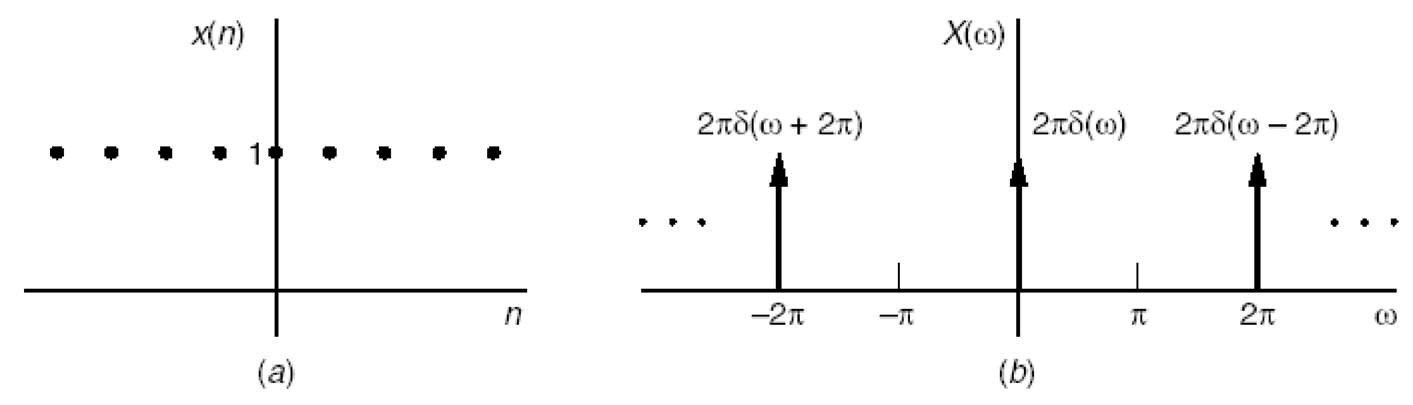 x(n)
1
n
(a)
X(ω)
2πδ(ω + 2π)
2πδ(ω)
2πδ(ω − 2π)
. . .
. . .
−2π
−π
π
2π
ω
(b)